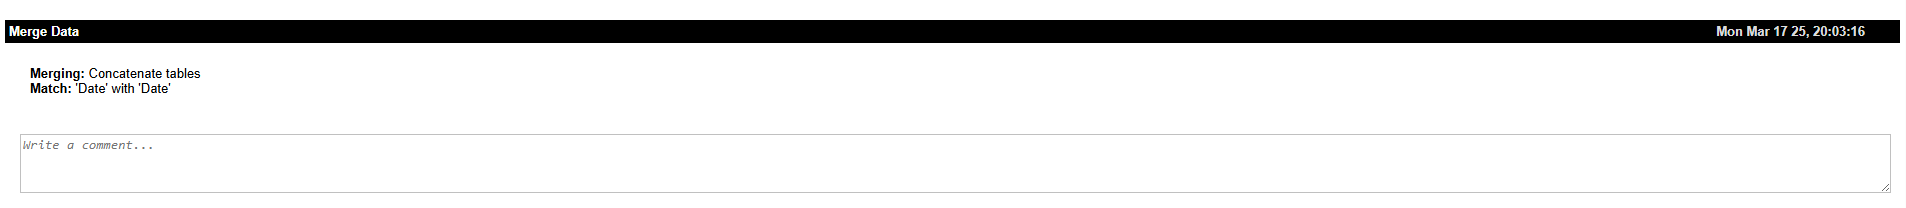 Merge Data
Mon Mar 17 25, 20:03:16
Merging: Concatenate tables
Match: 'Date' with 'Date'
Write a comment...